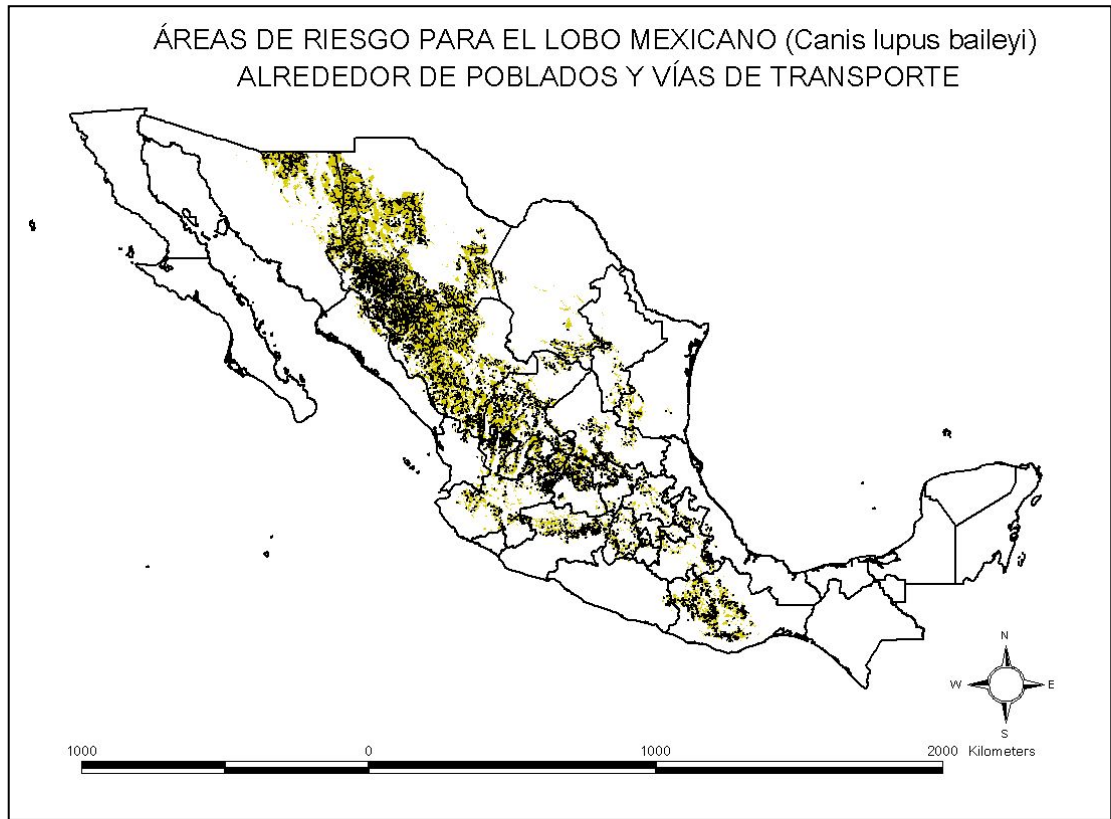 ÁREAS DE RIESGO PARA EL LOBO MEXICANO (Canis lupus baileyi)
ALREDEDOR DE POBLADOS Y VÍAS DE TRANSPORTE
N
W E
S
1000 0 1000 2000 Kilometers